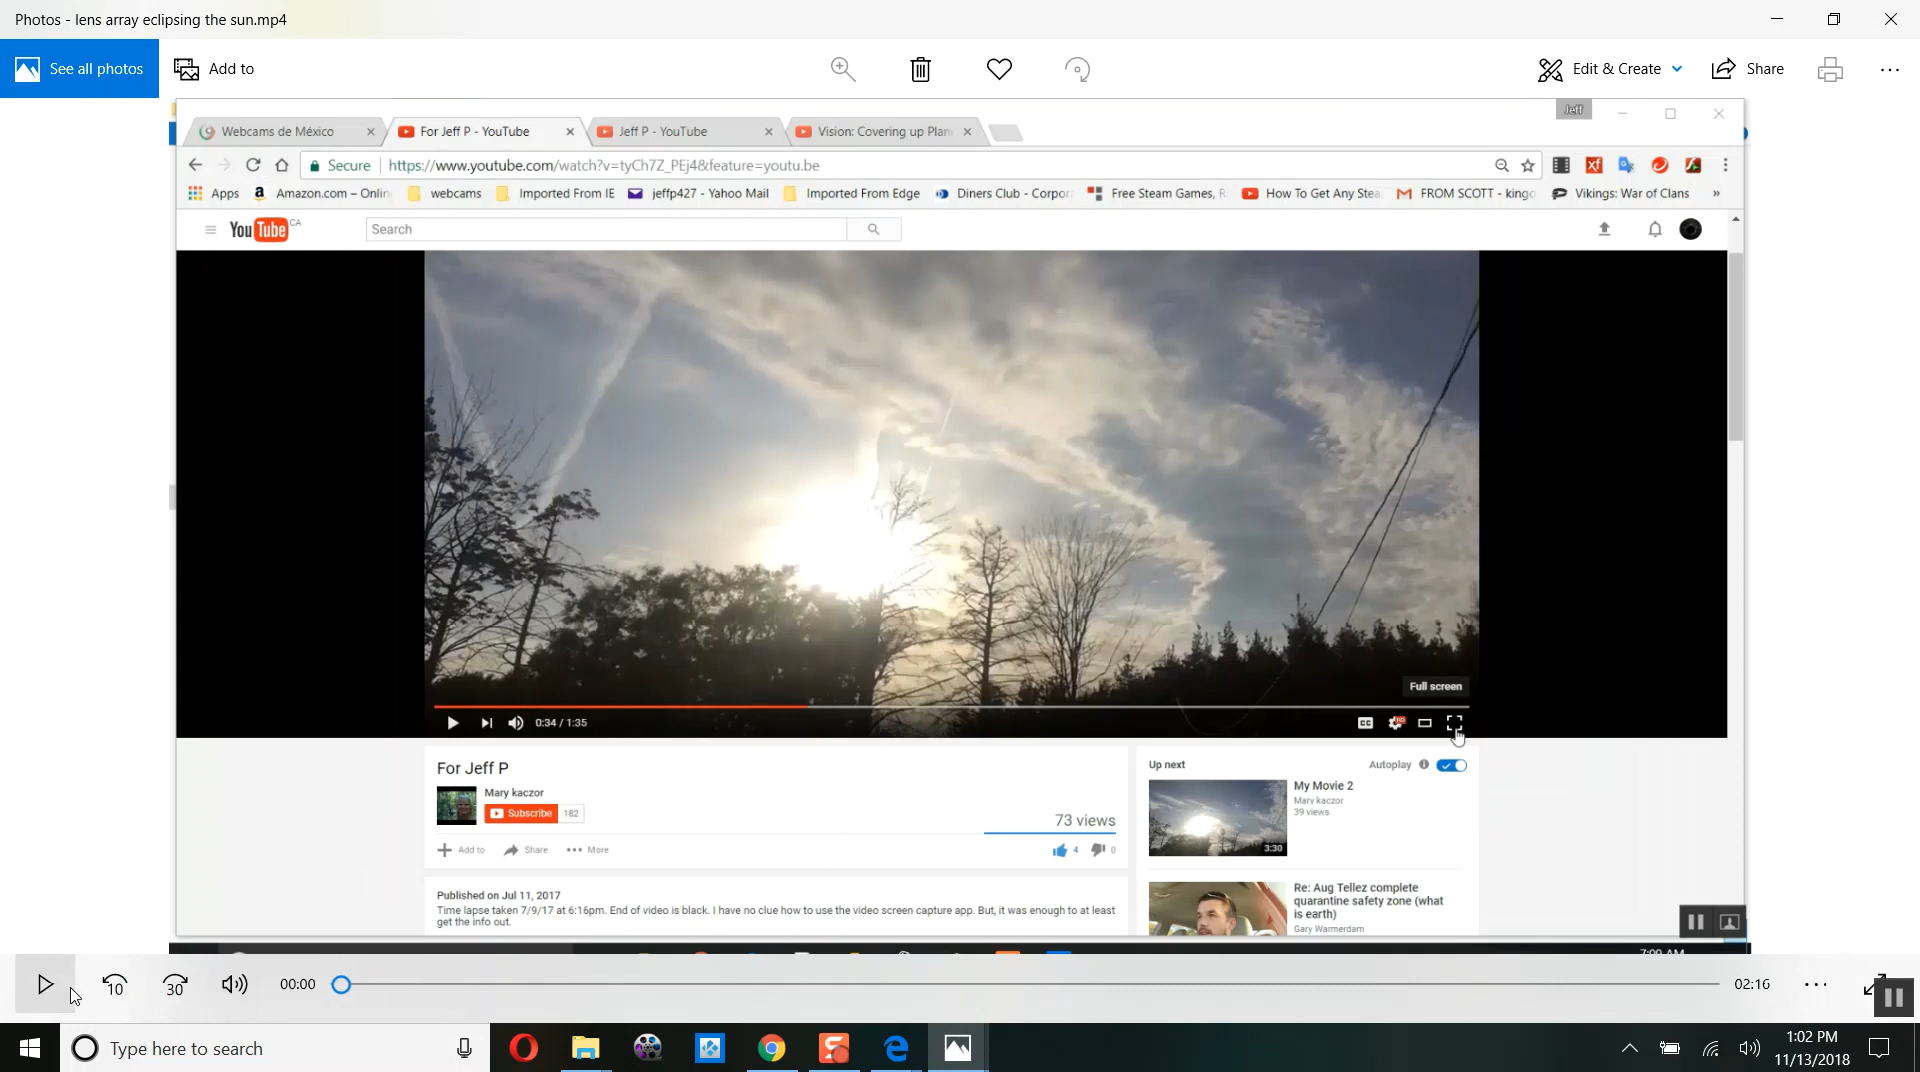 Photos - lens array eclipsing the sun.mp4
See all photos
Add to
Edit & Create
Share
Jeff
Webcams de México
For Jeff P - YouTube
Jeff P - YouTube
Vision: Covering up Plan
Secure
https://www.youtube.com/watch?v=tyCh7Z_PEj4&feature=youtu.be
Apps
Amazon.com – Onlin
webcams
Imported From IE
jeffp427 - Yahoo Mail
Imported From Edge
Diners Club - Corpor
Free Steam Games, R
How To Get Any Stea
FROM SCOTT - kingo
Vikings: War of Clans
»
YouTube CA
Search
Full screen
0:34 / 1:35
CC
HD
For Jeff P
Mary kaczor
Subscribe 182
73 views
Add to
Share
More
4
0
Published on Jul 11, 2017
Time lapse taken 7/9/17 at 6:16pm. End of video is black. I have no clue how to use the video screen capture app. But, it was enough to at least
get the info out.
Up next
Autoplay
My Movie 2
Mary kaczor
39 views
3:30
Re: Aug Tellez complete
quarantine safety zone (what
is earth)
Gary Warmerdam
10
30
00:00
02:16
Type here to search
1:02 PM
11/13/2018